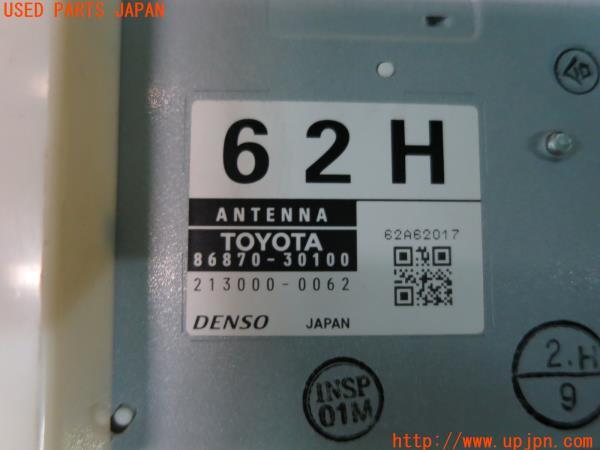 USED PARTS JAPAN
62H
ANTENNA
TOYOTA
86870-30100
213000-0062
62A62017
DENSO JAPAN
INSP
01M
2.H
9
http://www.upjpn.com/